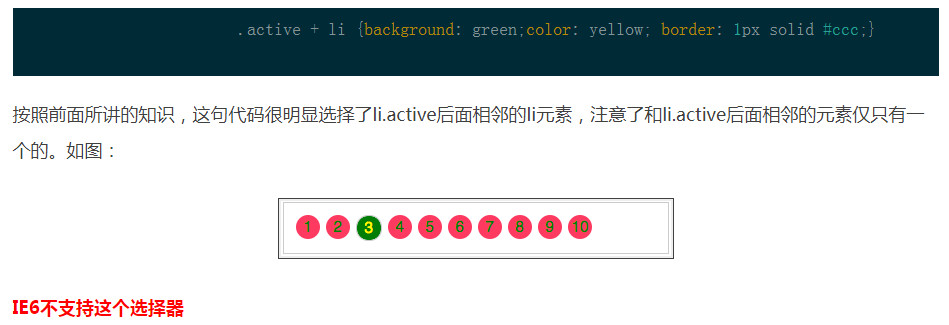 .active + li {background: green;color: yellow; border: 1px solid #ccc;}
按照前面所讲的知识，这句代码很明显选择了li.active后面相邻的li元素，注意了和li.active后面相邻的元素仅只有一
个的。如图：
1 2 3 4 5 6 7 8 9 10
IE6不支持这个选择器